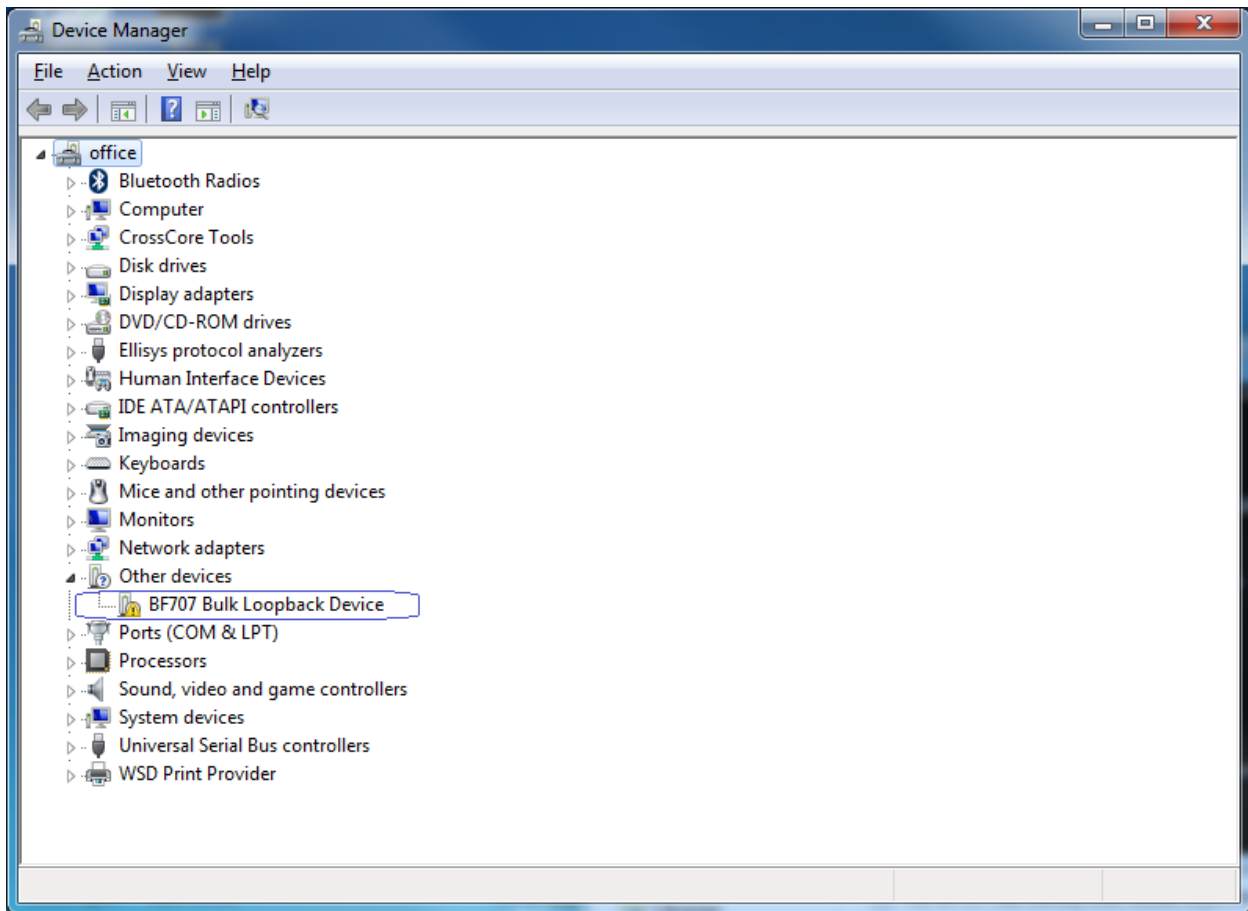 Device Manager
File Action View Help
office
Bluetooth Radios
Computer
CrossCore Tools
Disk drives
Display adapters
DVD/CD-ROM drives
Ellisys protocol analyzers
Human Interface Devices
IDE ATA/ATAPI controllers
Imaging devices
Keyboards
Mice and other pointing devices
Monitors
Network adapters
Other devices
BF707 Bulk Loopback Device
Ports (COM & LPT)
Processors
Sound, video and game controllers
System devices
Universal Serial Bus controllers
WSD Print Provider